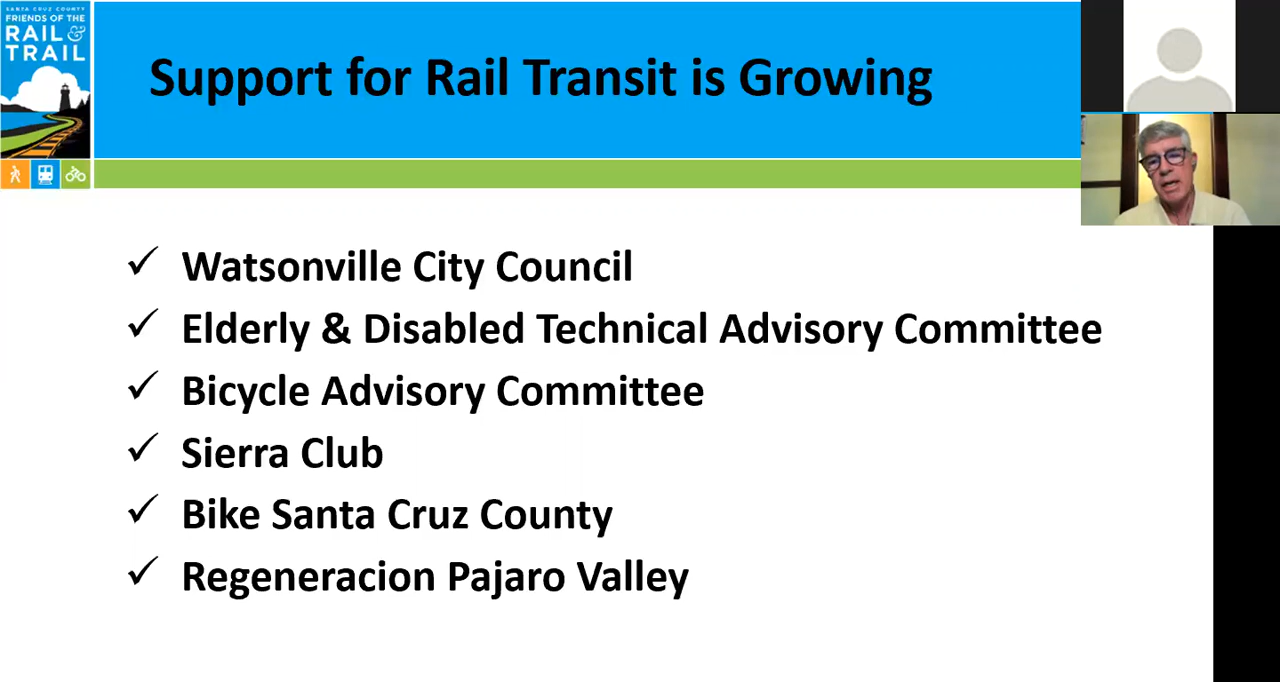 SANTA CRUZ COUNTY
FRIENDS OF THE
RAIL &
TRAIL
Support for Rail Transit is Growing
✓ Watsonville City Council
✓ Elderly & Disabled Technical Advisory Committee
✓ Bicycle Advisory Committee
✓ Sierra Club
✓ Bike Santa Cruz County
✓ Regeneracion Pajaro Valley